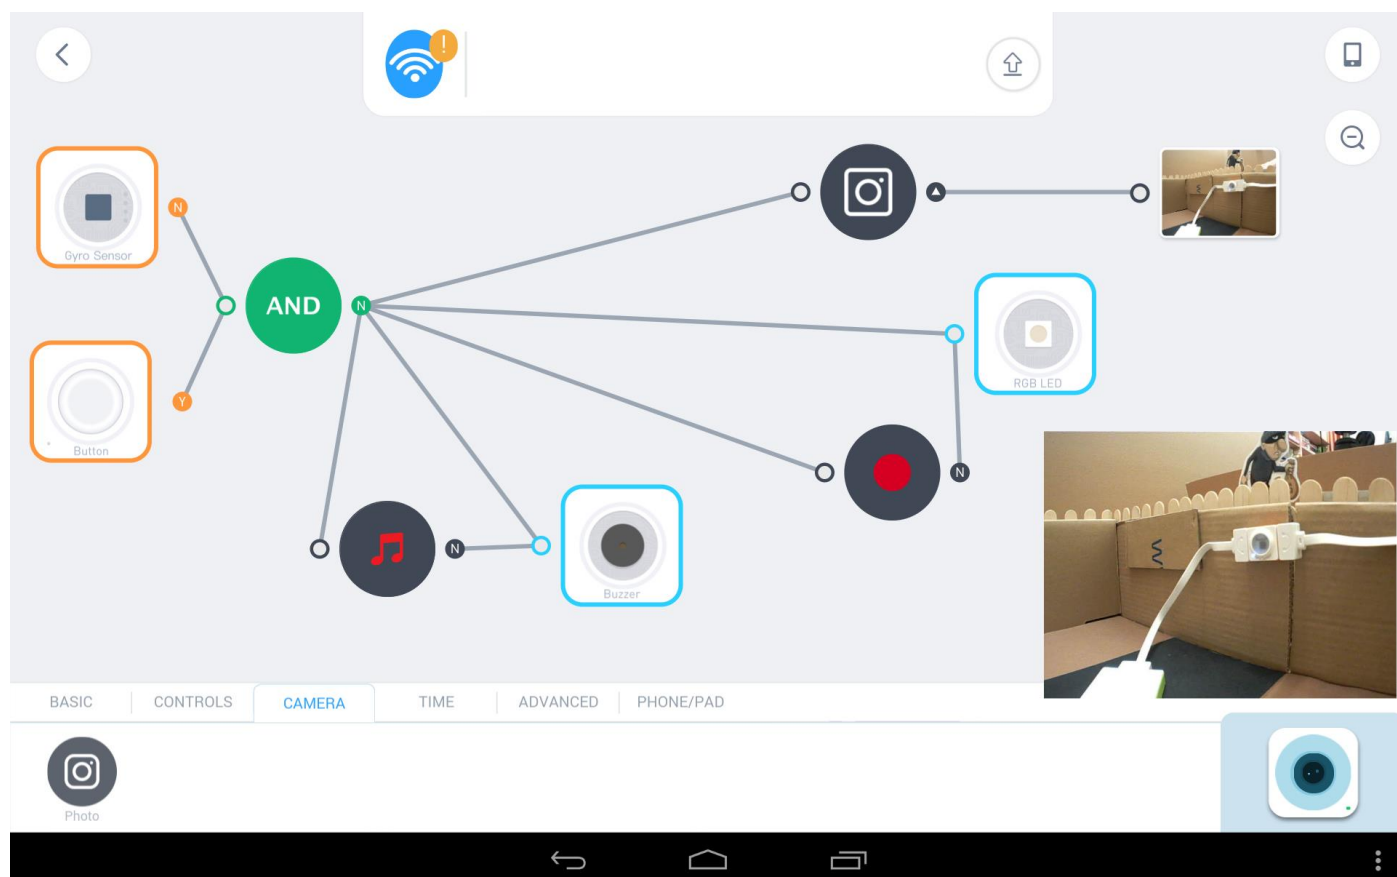 !
Gyro Sensor
N
AND
N
Button
Y
RGB LED
N
N
Buzzer
BASIC
CONTROLS
CAMERA
TIME
ADVANCED
PHONE/PAD
Photo